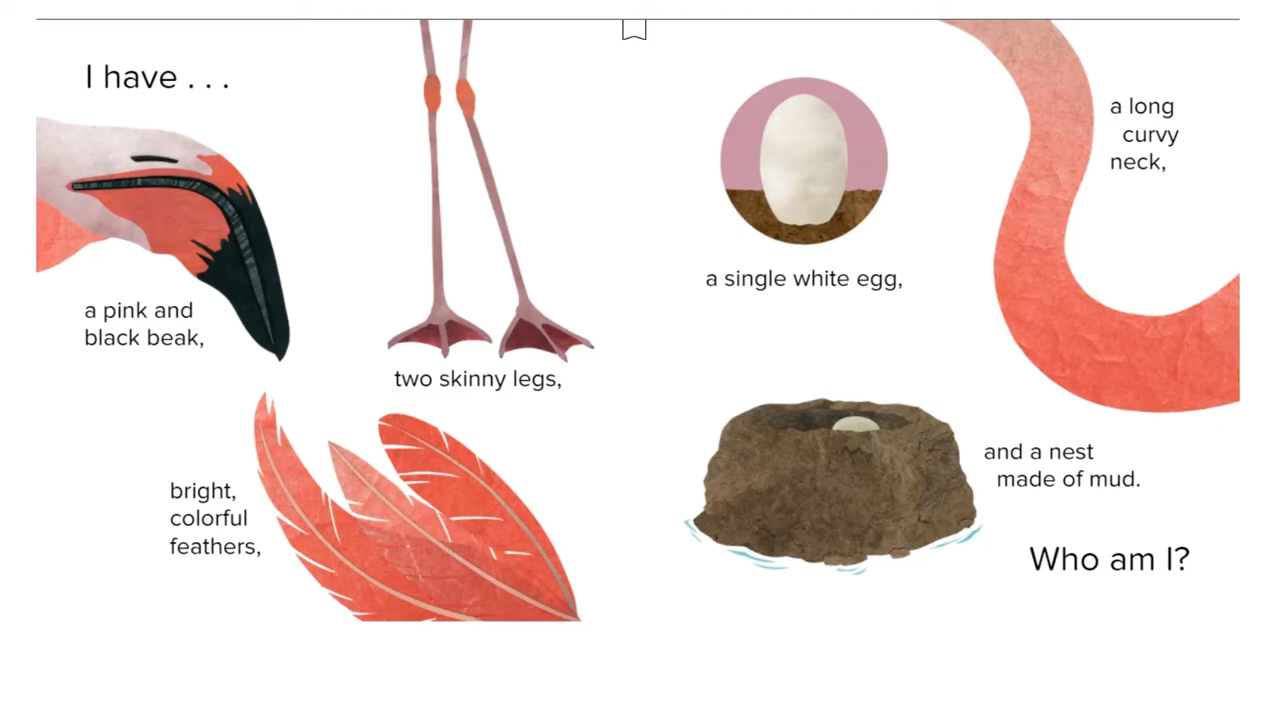 I have . . .
a pink and
black beak,
two skinny legs,
bright,
colorful
feathers,
a single white egg,
a long
curvy
neck,
and a nest
made of mud.
Who am I?